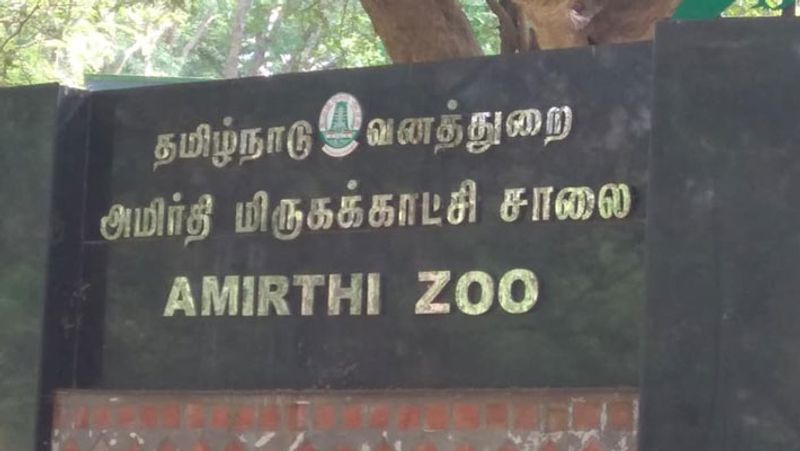 தமிழ்நாடு வனத்துறை
அமிர்தி மிருகக்காட்சி சாலை
AMIRTHI ZOO